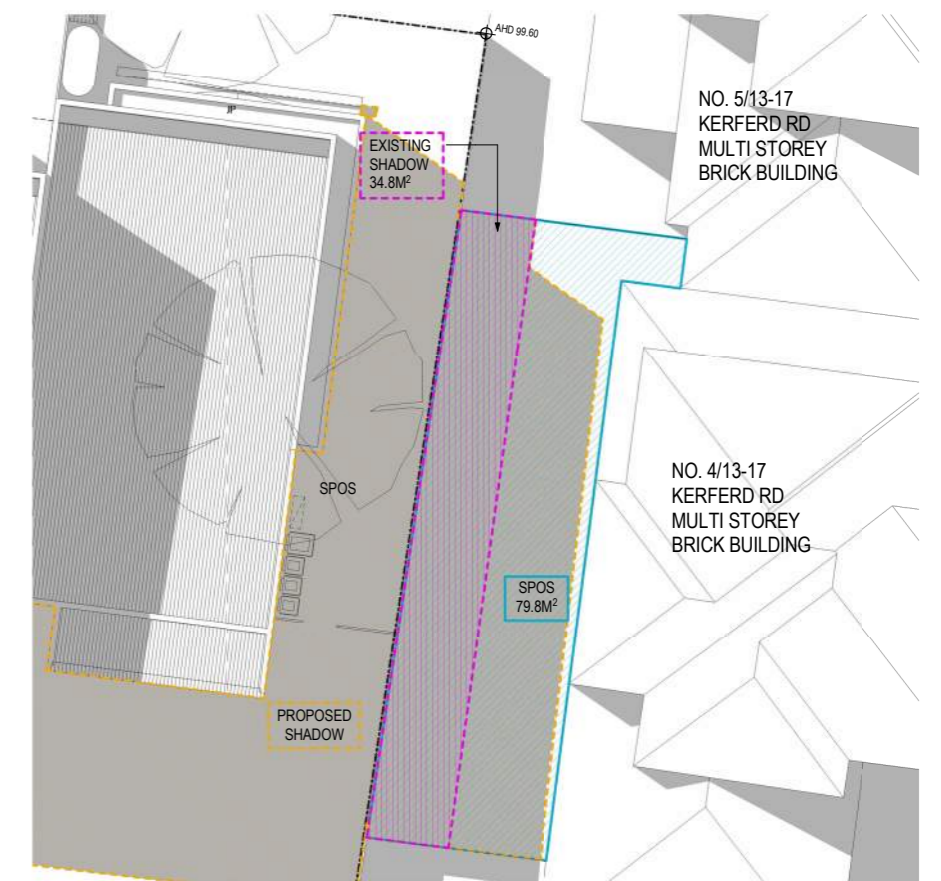 AHD 99.60
JP
EXISTING
SHADOW
34.8M²
NO. 5/13-17
KERFERD RD
MULTI STOREY
BRICK BUILDING
SPOS
NO. 4/13-17
KERFERD RD
MULTI STOREY
BRICK BUILDING
SPOS
79.8M²
PROPOSED
SHADOW